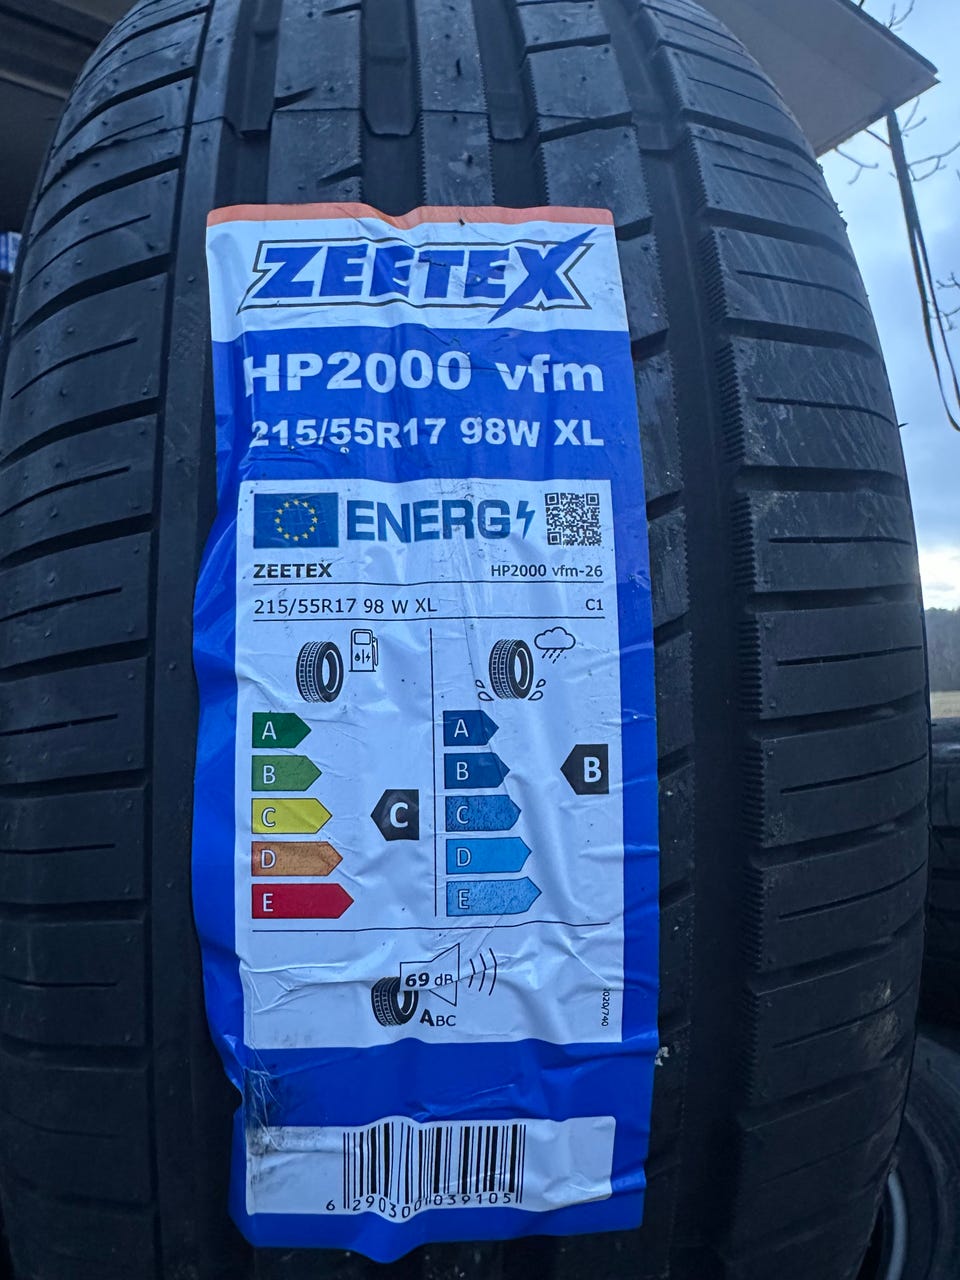 ZEETEX
HP2000 vfm
215/55R17 98W XL
ENERG
ZEETEX HP2000 vfm-26
215/55R17 98 W XL C1
A A
B B B
C C C
D D
E E
69 dB
ABC
2020/740
6 290300 039105